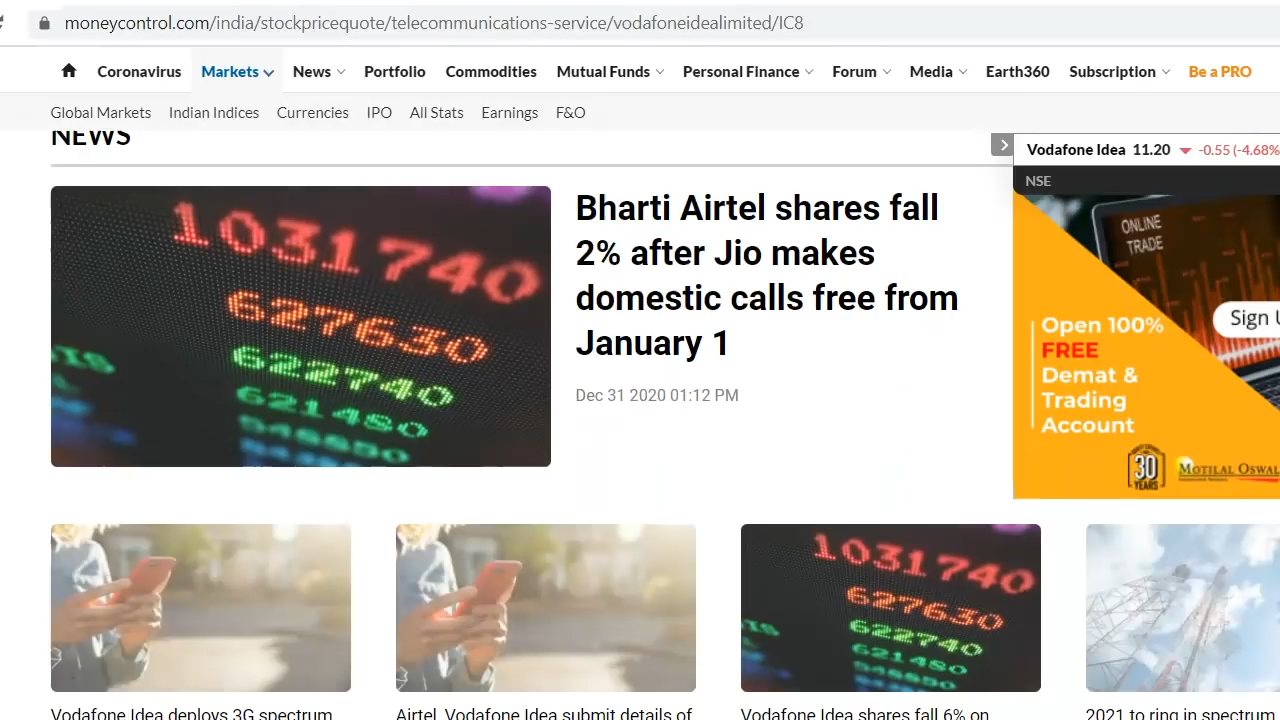 moneycontrol.com/india/stockpricequote/telecommunications-service/vodafoneidealimited/IC8
Coronavirus Markets News Portfolio Commodities Mutual Funds Personal Finance Forum Media Earth360 Subscription Be a PRO
Global Markets Indian Indices Currencies IPO All Stats Earnings F&O
NEWS
Vodafone Idea 11.20 -0.55 (-4.68%
NSE
1031740
627630
622740
621480
546650
Bharti Airtel shares fall
2% after Jio makes
domestic calls free from
January 1
Dec 31 2020 01:12 PM
ONLINE
TRADE
Sign U
Open 100%
FREE
Demat &
Trading
Account
30
YEARS
MOTILAL OSWAL
1031740
627630
622740
621480
546650
Vodafone Idea deploys 3G spectrum
Airtel, Vodafone Idea submit details of
Vodafone Idea shares fall 6% on
2021 to ring in spectrum